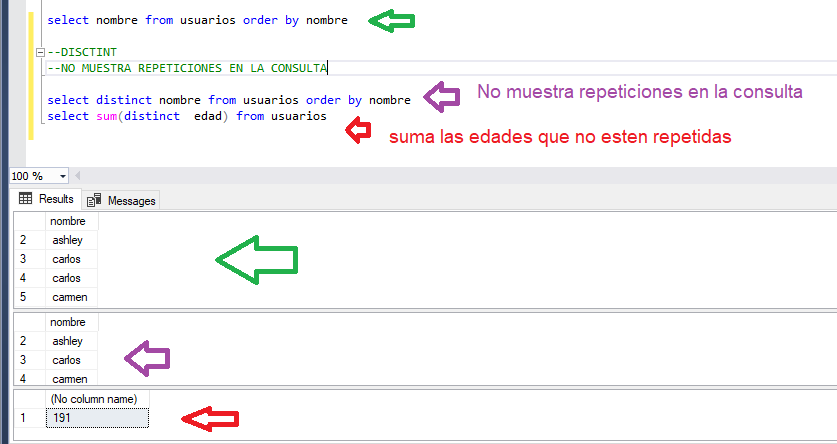 select nombre from usuarios order by nombre
--DISCTINT
--NO MUESTRA REPETICIONES EN LA CONSULTA
select distinct nombre from usuarios order by nombre
No muestra repeticiones en la consulta
select sum(distinct  edad) from usuarios
suma las edades que no esten repetidas
100 %
Results Messages
nombre
2 ashley
3 carlos
4 carlos
5 carmen
nombre
2 ashley
3 carlos
4 carmen
(No column name)
1 191